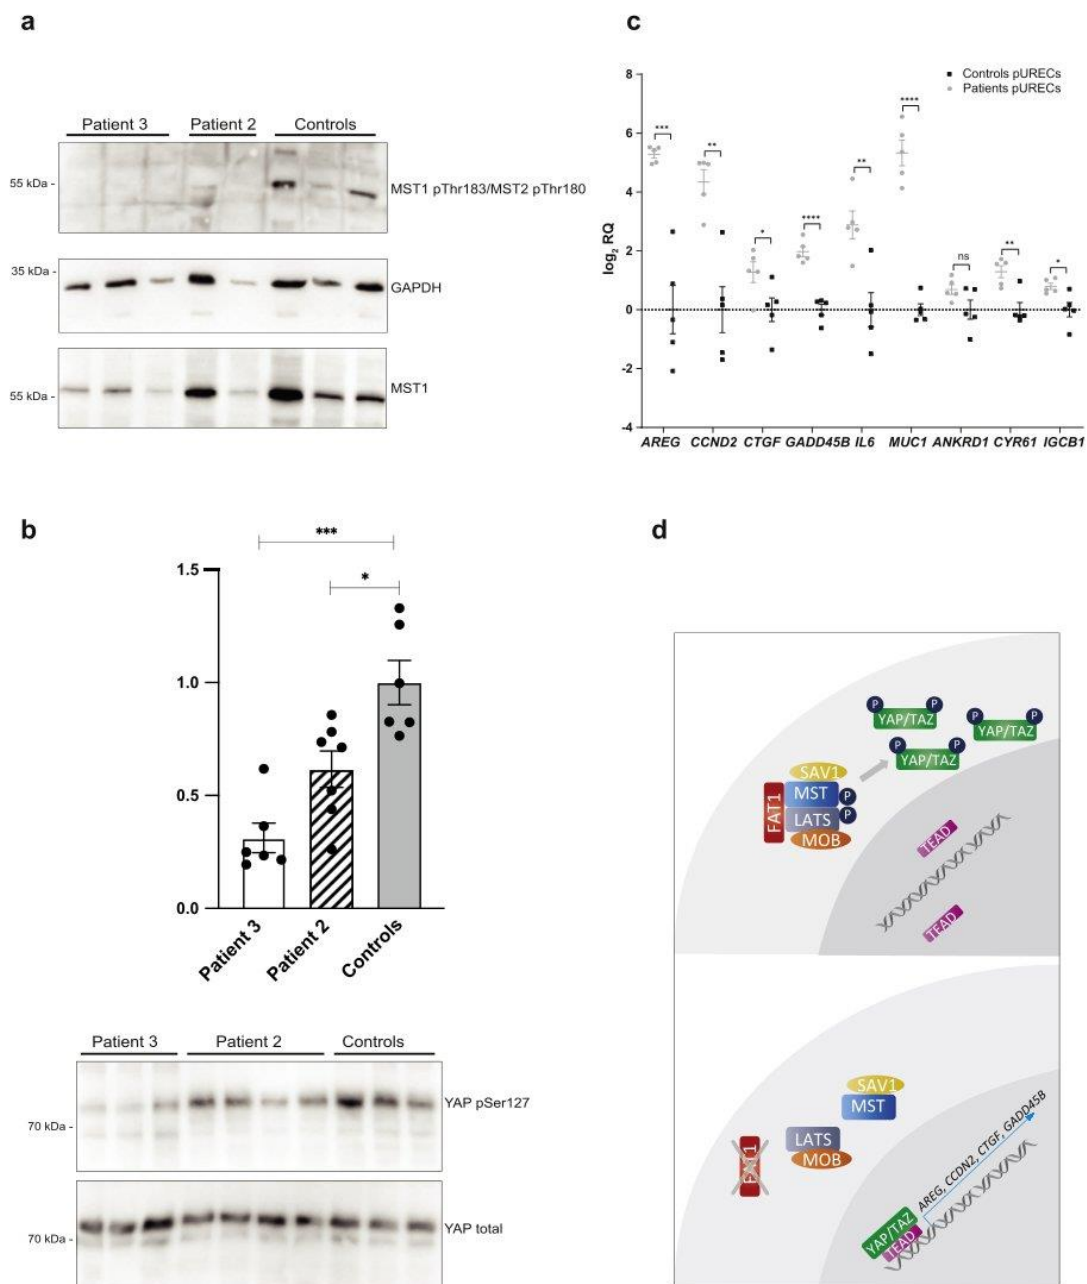 a
Patient 3
Patient 2
Controls
55 kDa -
MST1 pThr183/MST2 pThr180
35 kDa -
GAPDH
55 kDa -
MST1
c
Controls pURECs
Patients pURECs
log2 RQ
8
6
4
2
0
-2
-4
***
**
*
****
**
****
ns
**
*
AREG CCND2 CTGF GADD45B IL6 MUC1 ANKRD1 CYR61 IGCB1
b
***
*
1.5
1.0
0.5
0.0
Patient 3
Patient 2
Controls
Patient 3
Patient 2
Controls
YAP pSer127
70 kDa -
YAP total
70 kDa -
d
P P
YAP/TAZ
P P
YAP/TAZ
P P
YAP/TAZ
SAV1
MST
P
FAT1
LATS
P
MOB
TEAD
TEAD
SAV1
MST
LATS
MOB
FAT1
AREG, CCDN2, CTGF, GADD45B
YAP/TAZ
TEAD